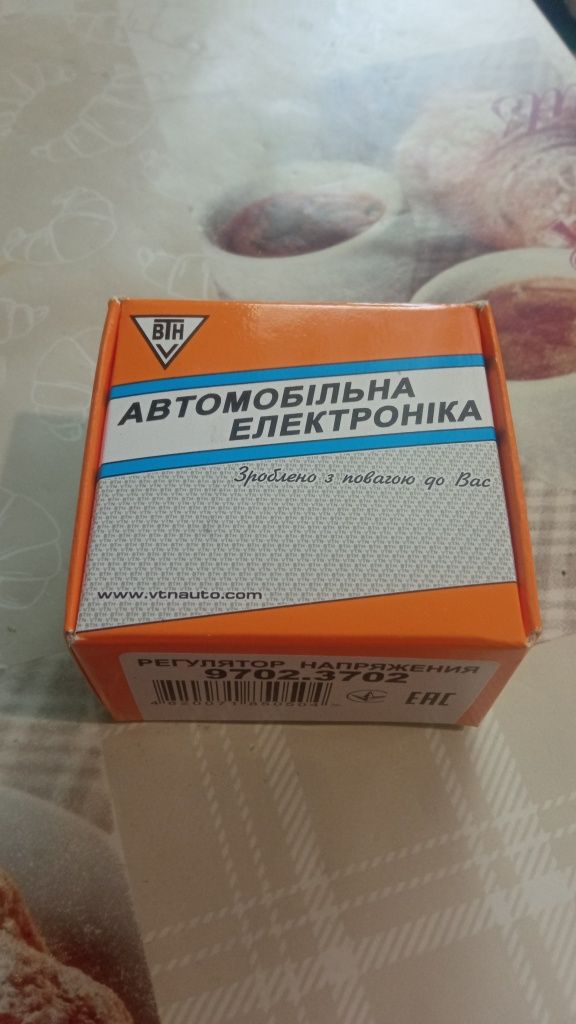 ВТН
V
АВТОМОБІЛЬНА
ЕЛЕКТРОНІКА
Зроблено з повагою до Вас
www.vtnauto.com
РЕГУЛЯТОР НАПРЯЖЕНИЯ
9702.3702
EAC